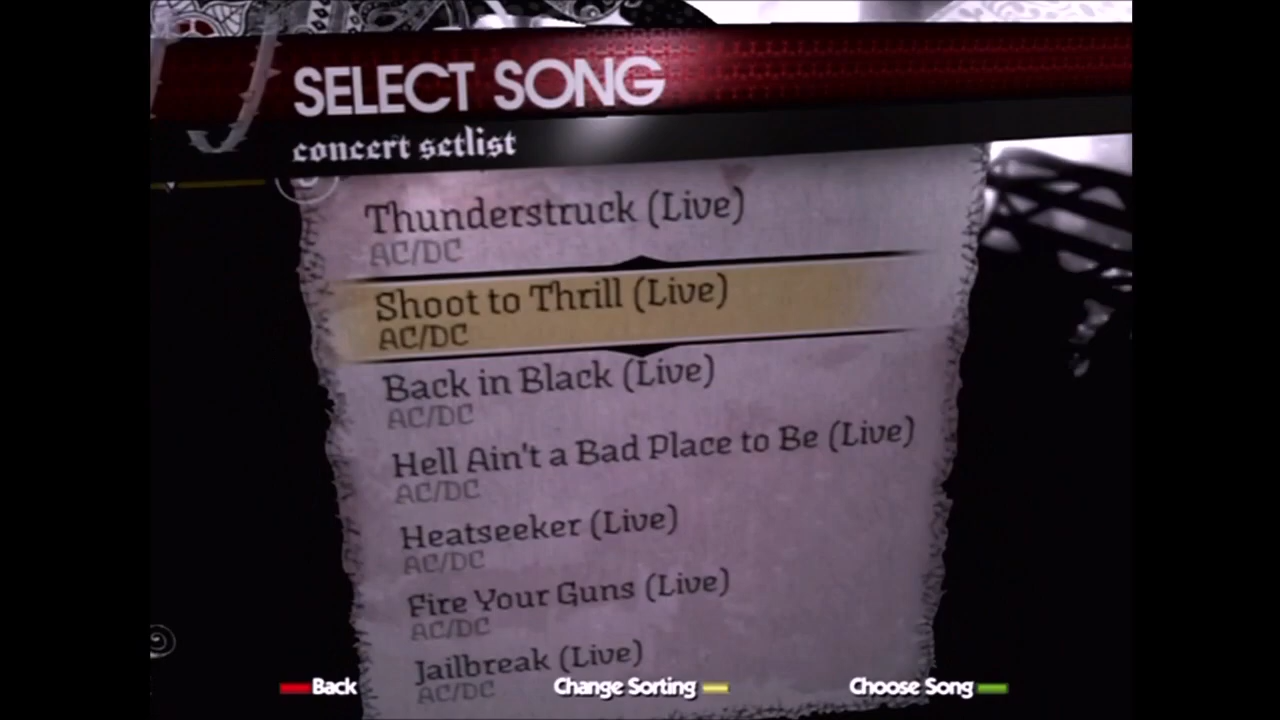 SELECT SONG
concert setlist
Thunderstruck (Live)
AC/DC
Shoot to Thrill (Live)
AC/DC
Back in Black (Live)
AC/DC
Hell Ain't a Bad Place to Be (Live)
AC/DC
Heatseeker (Live)
AC/DC
Fire Your Guns (Live)
AC/DC
Jailbreak (Live)
AC/DC
Back Change Sorting Choose Song